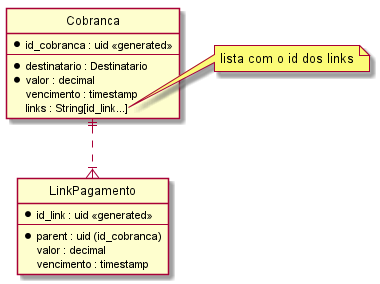 Cobranca
id_cobranca : uid «generated»
destinatario : Destinatario
valor : decimal
vencimento : timestamp
links : String[id_link...]
lista com o id dos links
LinkPagamento
id_link : uid «generated»
parent : uid (id_cobranca)
valor : decimal
vencimento : timestamp